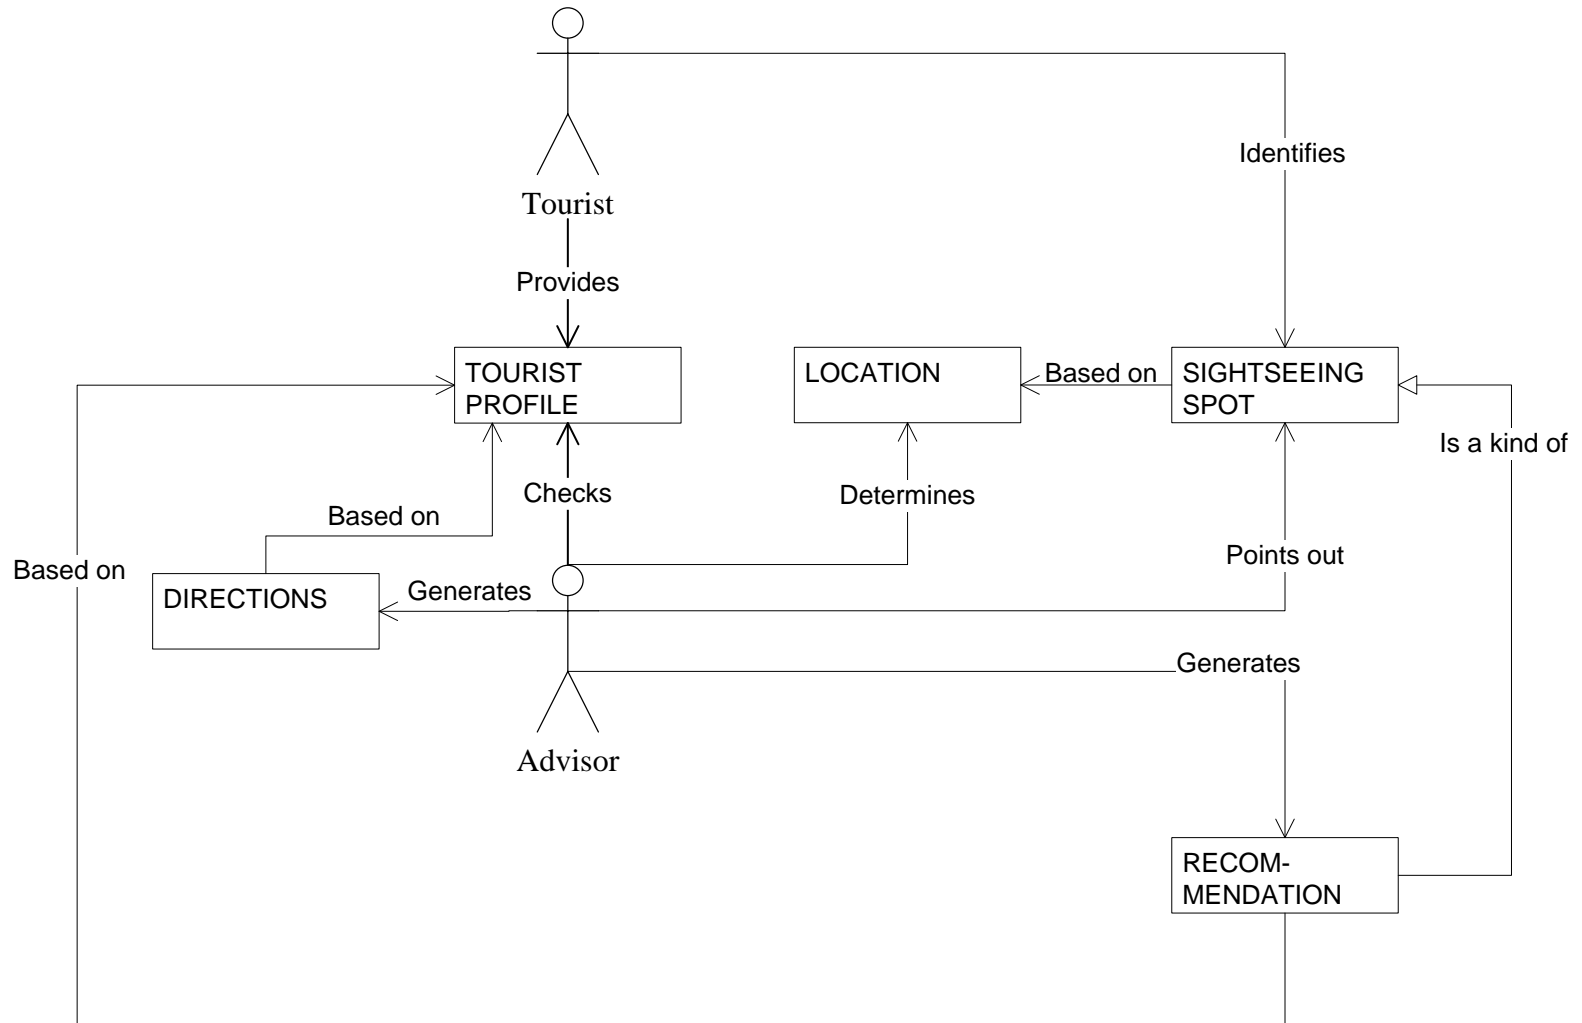 Identifies
Tourist
Provides
TOURIST
PROFILE
LOCATION
Based on
SIGHTSEEING
SPOT
Is a kind of
Checks
Determines
Based on
Points out
Based on
DIRECTIONS
Generates
Generates
Advisor
RECOM-
MENDATION